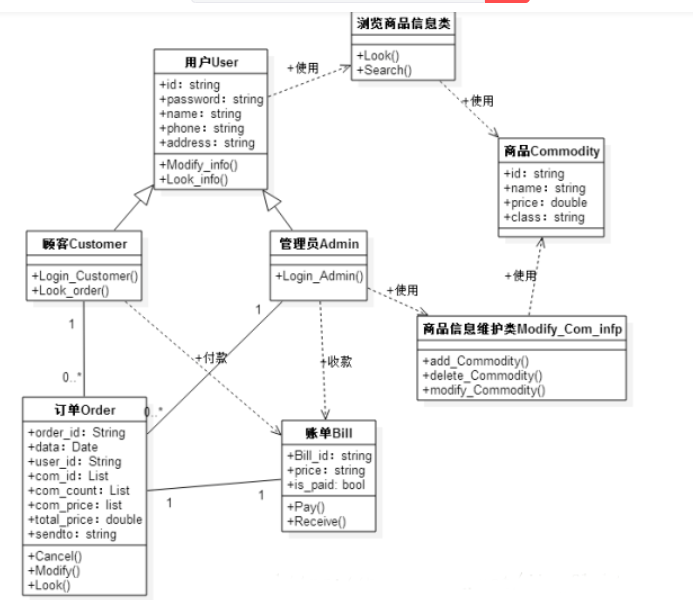 浏览商品信息类
+Look()
+Search()
用户User
+id：string
+password：string
+name：string
+phone：string
+address：string
+Modify_info()
+Look_info()
+使用
+使用
商品Commodity
+id：string
+name：string
+price：double
+class：string
顾客Customer
+Login_Customer()
+Look_order()
管理员Admin
+Login_Admin()
+使用
+使用
商品信息维护类Modify_Com_infp
+add_Commodity()
+delete_Commodity()
+modify_Commodity()
1
1
+付款
+收款
0..*
0..*
订单Order
+order_id：String
+data：Date
+user_id：String
+com_id：List
+com_count：List
+com_price：list
+total_price：double
+sendto：string
+Cancel()
+Modify()
+Look()
1
1
账单Bill
+Bill_id：string
+price：string
+is_paid: bool
+Pay()
+Receive()